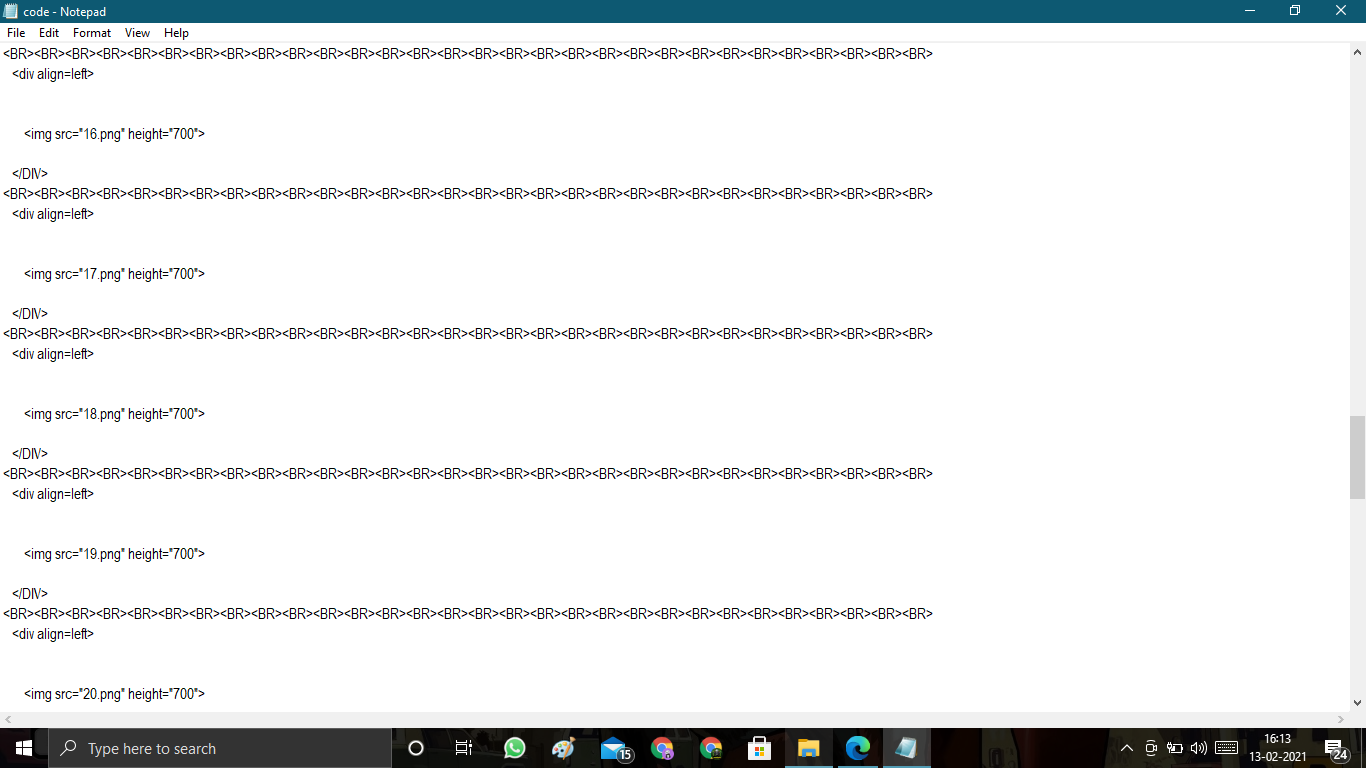 code - Notepad
File Edit Format View Help
<BR><BR><BR><BR><BR><BR><BR><BR><BR><BR><BR><BR><BR><BR><BR><BR><BR><BR><BR><BR><BR><BR><BR><BR><BR><BR><BR><BR><BR><BR>
<div align=left>
<img src="16.png" height="700">
</DIV>
<BR><BR><BR><BR><BR><BR><BR><BR><BR><BR><BR><BR><BR><BR><BR><BR><BR><BR><BR><BR><BR><BR><BR><BR><BR><BR><BR><BR><BR><BR>
<div align=left>
<img src="17.png" height="700">
</DIV>
<BR><BR><BR><BR><BR><BR><BR><BR><BR><BR><BR><BR><BR><BR><BR><BR><BR><BR><BR><BR><BR><BR><BR><BR><BR><BR><BR><BR><BR><BR>
<div align=left>
<img src="18.png" height="700">
</DIV>
<BR><BR><BR><BR><BR><BR><BR><BR><BR><BR><BR><BR><BR><BR><BR><BR><BR><BR><BR><BR><BR><BR><BR><BR><BR><BR><BR><BR><BR><BR>
<div align=left>
<img src="19.png" height="700">
</DIV>
<BR><BR><BR><BR><BR><BR><BR><BR><BR><BR><BR><BR><BR><BR><BR><BR><BR><BR><BR><BR><BR><BR><BR><BR><BR><BR><BR><BR><BR><BR>
<div align=left>
<img src="20.png" height="700">
Type here to search
15
16:13
13-02-2021
24